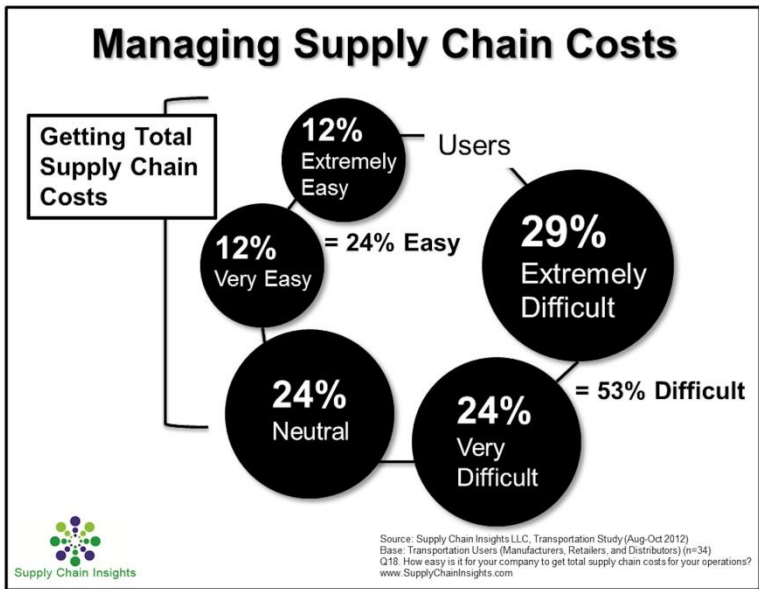 Managing Supply Chain Costs
Getting Total
Supply Chain
Costs
12%
Extremely
Easy
Users
12%
Very Easy
= 24% Easy
29%
Extremely
Difficult
24%
Neutral
24%
Very
Difficult
= 53% Difficult
Supply Chain Insights
Source: Supply Chain Insights LLC, Transportation Study (Aug-Oct 2012)
Base: Transportation Users (Manufacturers, Retailers, and Distributors) (n=34)
Q18. How easy is it for your company to get total supply chain costs for your operations?
www.SupplyChainInsights.com